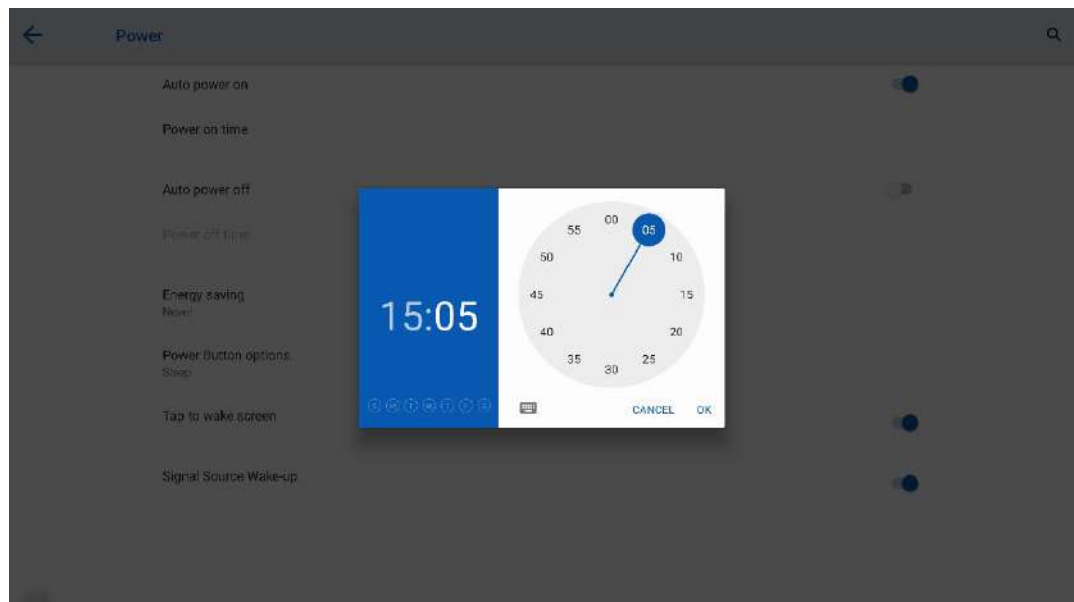 Power
Auto power on
Power on time
Auto power off
Power off time
Energy saving
Never
Power Button options
Sleep
Tap to wake screen
Signal Source Wake-up
15:05
S M T W T F S
00
05
10
15
20
25
30
35
40
45
50
55
CANCEL OK